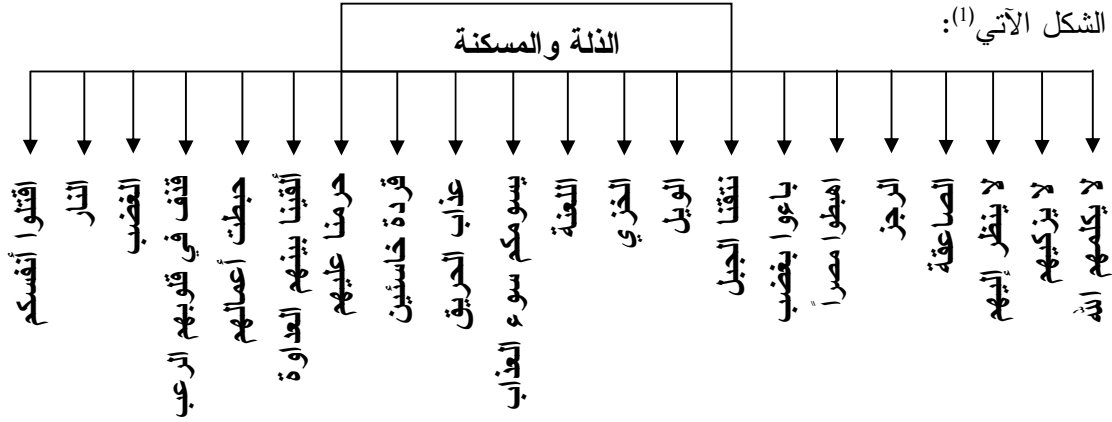 الشكل الآتي(1):
الذلة والمسكنة
لا يكلمهم الله
لا يزكيهم
لا ينظر إليهم
الصاعقة
الرجز
اهبطوا مصراً
باءوا بغضب
نتقنا الجبل
الويل
الخزي
اللعنة
يسومكم سوء العذاب
عذاب الحريق
قردة خاسئين
حرمنا عليهم
ألقينا بينهم العداوة
حبطت أعمالهم
قذف في قلوبهم الرعب
الغضب
النار
اقتلوا أنفسكم